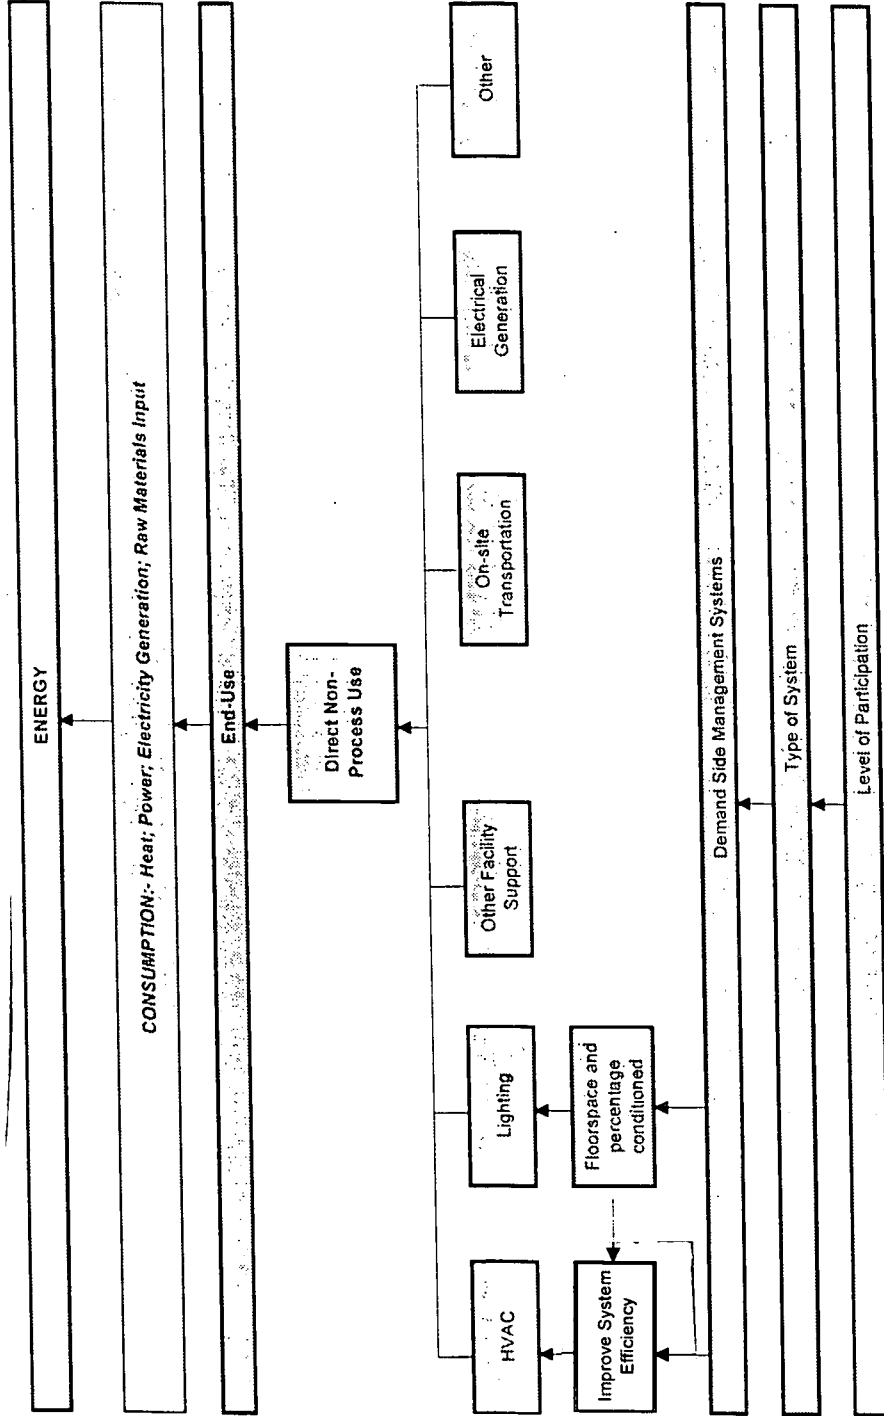 ENERGY
CONSUMPTION:- Heat; Power; Electricity Generation; Raw Materials Input
End-Use
Direct Non-
Process Use
HVAC
Lighting
Other Facility
Support
On-site
Transportation
Electrical
Generation
Other
Improve System
Efficiency
Floorspace and
percentage
conditioned
Demand Side Management Systems
Type of System
Level of Participation